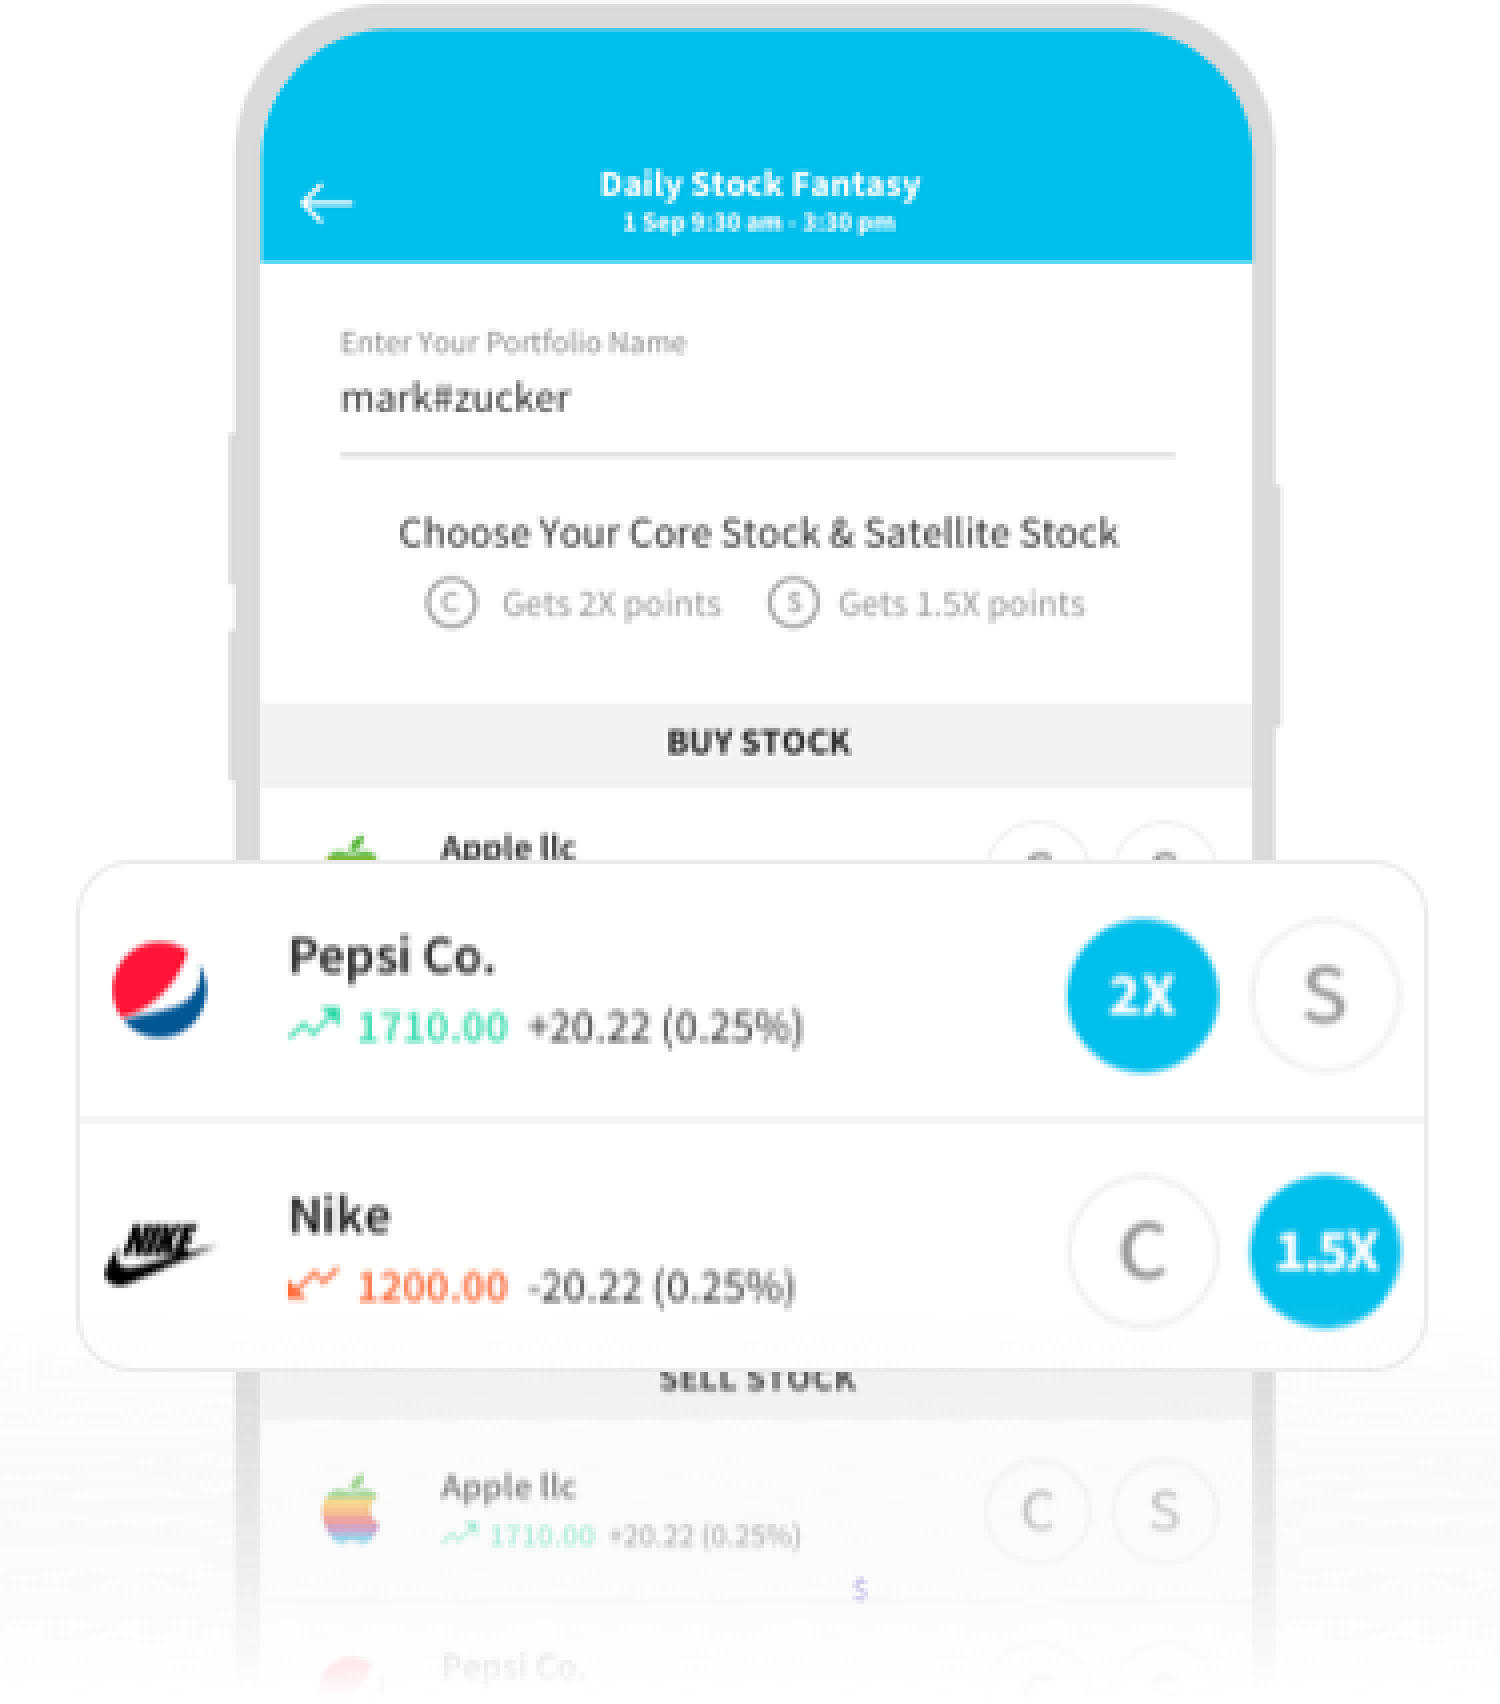 Daily Stock Fantasy
1 Sep 9:30 am - 3:30 pm
Enter Your Portfolio Name
mark#zucker
Choose Your Core Stock & Satellite Stock
C Gets 2X points S Gets 1.5X points
BUY STOCK
Apple llc
Pepsi Co.
1710.00 +20.22 (0.25%)
2X S
NIKE
Nike
1200.00 -20.22 (0.25%)
C 1.5X
SELL STOCK
Apple llc
1710.00 +20.22 (0.25%)
C S
$
Pepsi Co.
C S